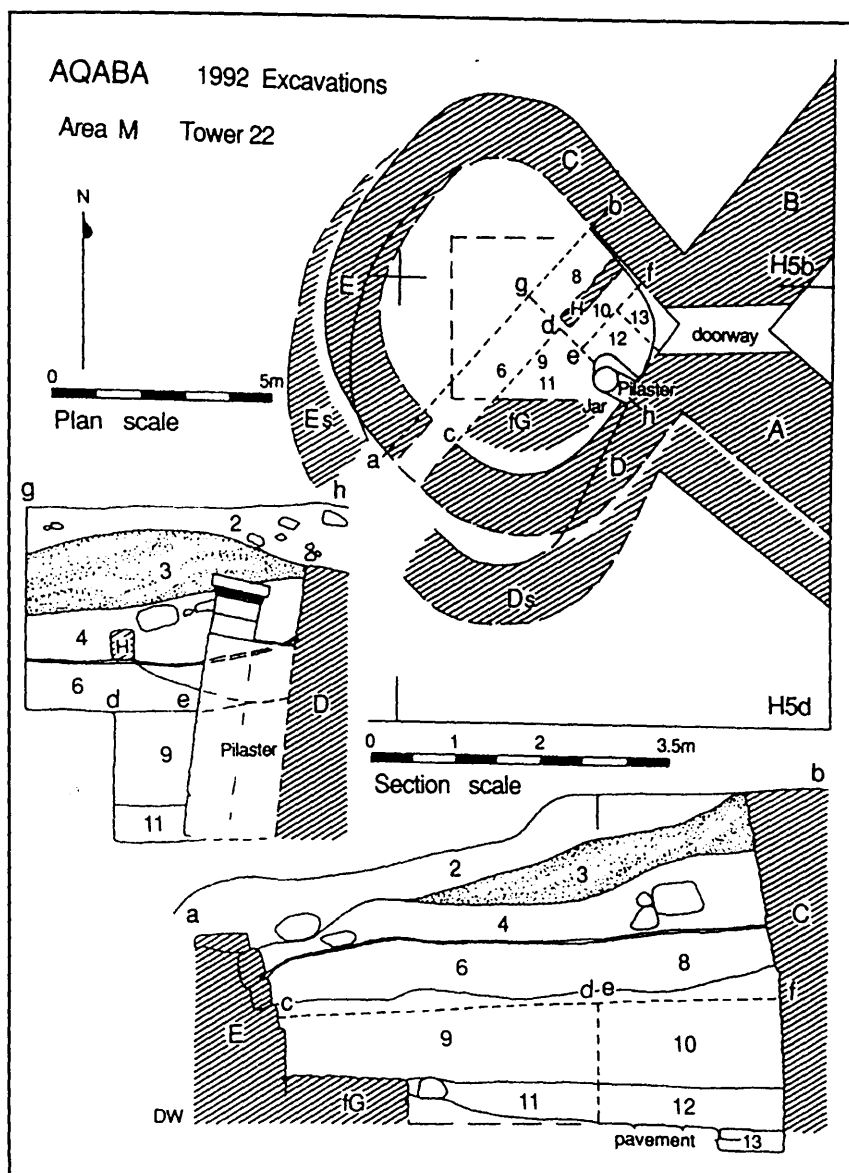 AQABA 1992 Excavations
Area M Tower 22
N
0 5m
Plan scale
C
B
b
H5b
E
g
8
f
H
10
13
d
doorway
12
6
9
e
11
Pilaster
Jar
h
A
Es
c
fG
a
D
Ds
H5d
g h
2
3
4
H
6
d e
D
9
Pilaster
11
0 1 2 3.5m
Section scale
b
2
3
a
4
C
6 8
c d-e f
E
9 10
fG
11 12
DW
pavement 13